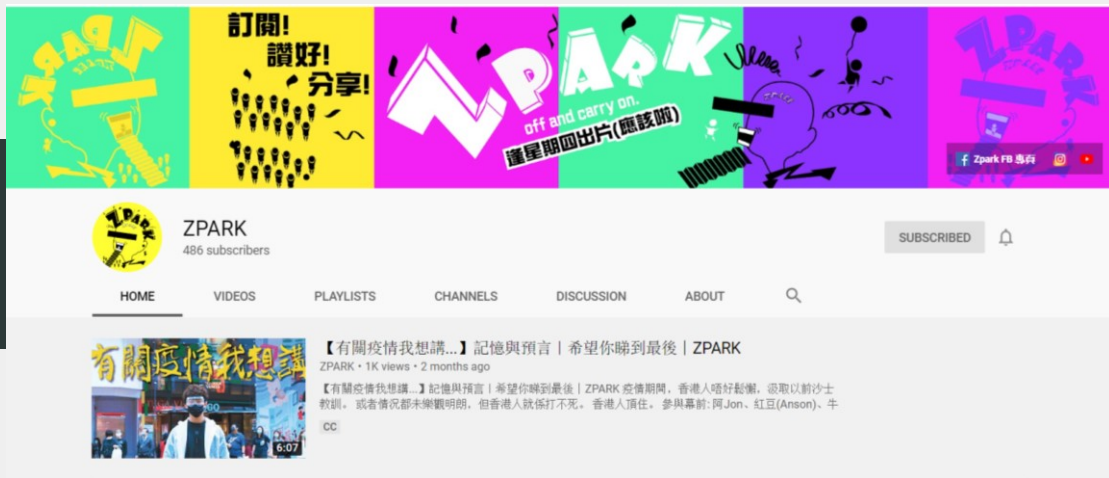 訂閱!
讚好!
分享!
ZPARK
off and carry on.
逢星期四出片(應該啦)
ZPARK
ZPARK
Zpark FB 專頁
ZPARK
ZPARK
486 subscribers
SUBSCRIBED
HOME VIDEOS PLAYLISTS CHANNELS DISCUSSION ABOUT
有關疫情我想講
6:07
【有關疫情我想講...】記憶與預言 | 希望你睇到最後 | ZPARK
ZPARK • 1K views • 2 months ago
【有關疫情我想講...】記憶與預言 | 希望你睇到最後 | ZPARK 疫情期間，香港人唔好鬆懈，汲取以前沙士
教訓。 或者情況都未樂觀明朗，但香港人就係打不死。 香港人頂住。 參與幕前: 阿Jon、紅豆(Anson)、牛
CC